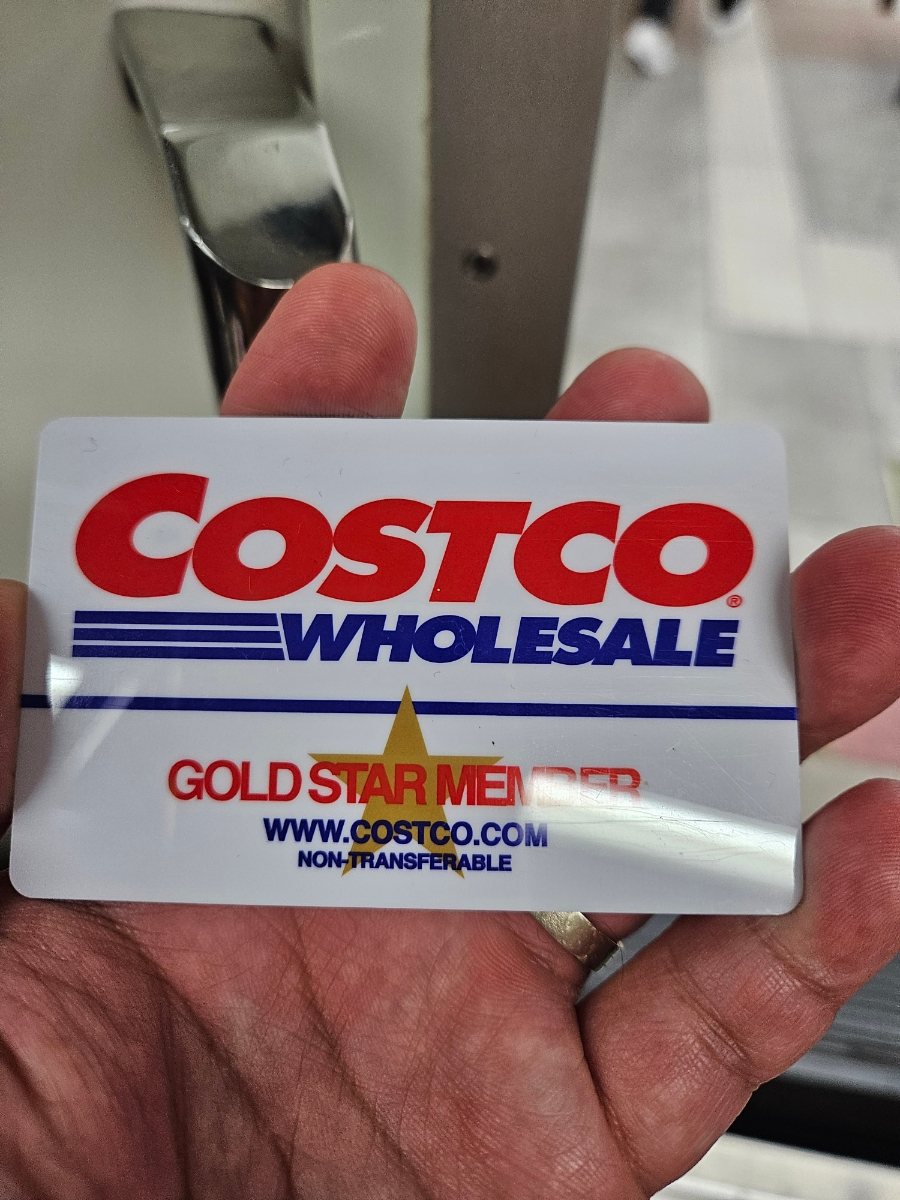 COSTCO®
WHOLESALE
GOLD STAR MEMBER
WWW.COSTCO.COM
NON-TRANSFERABLE